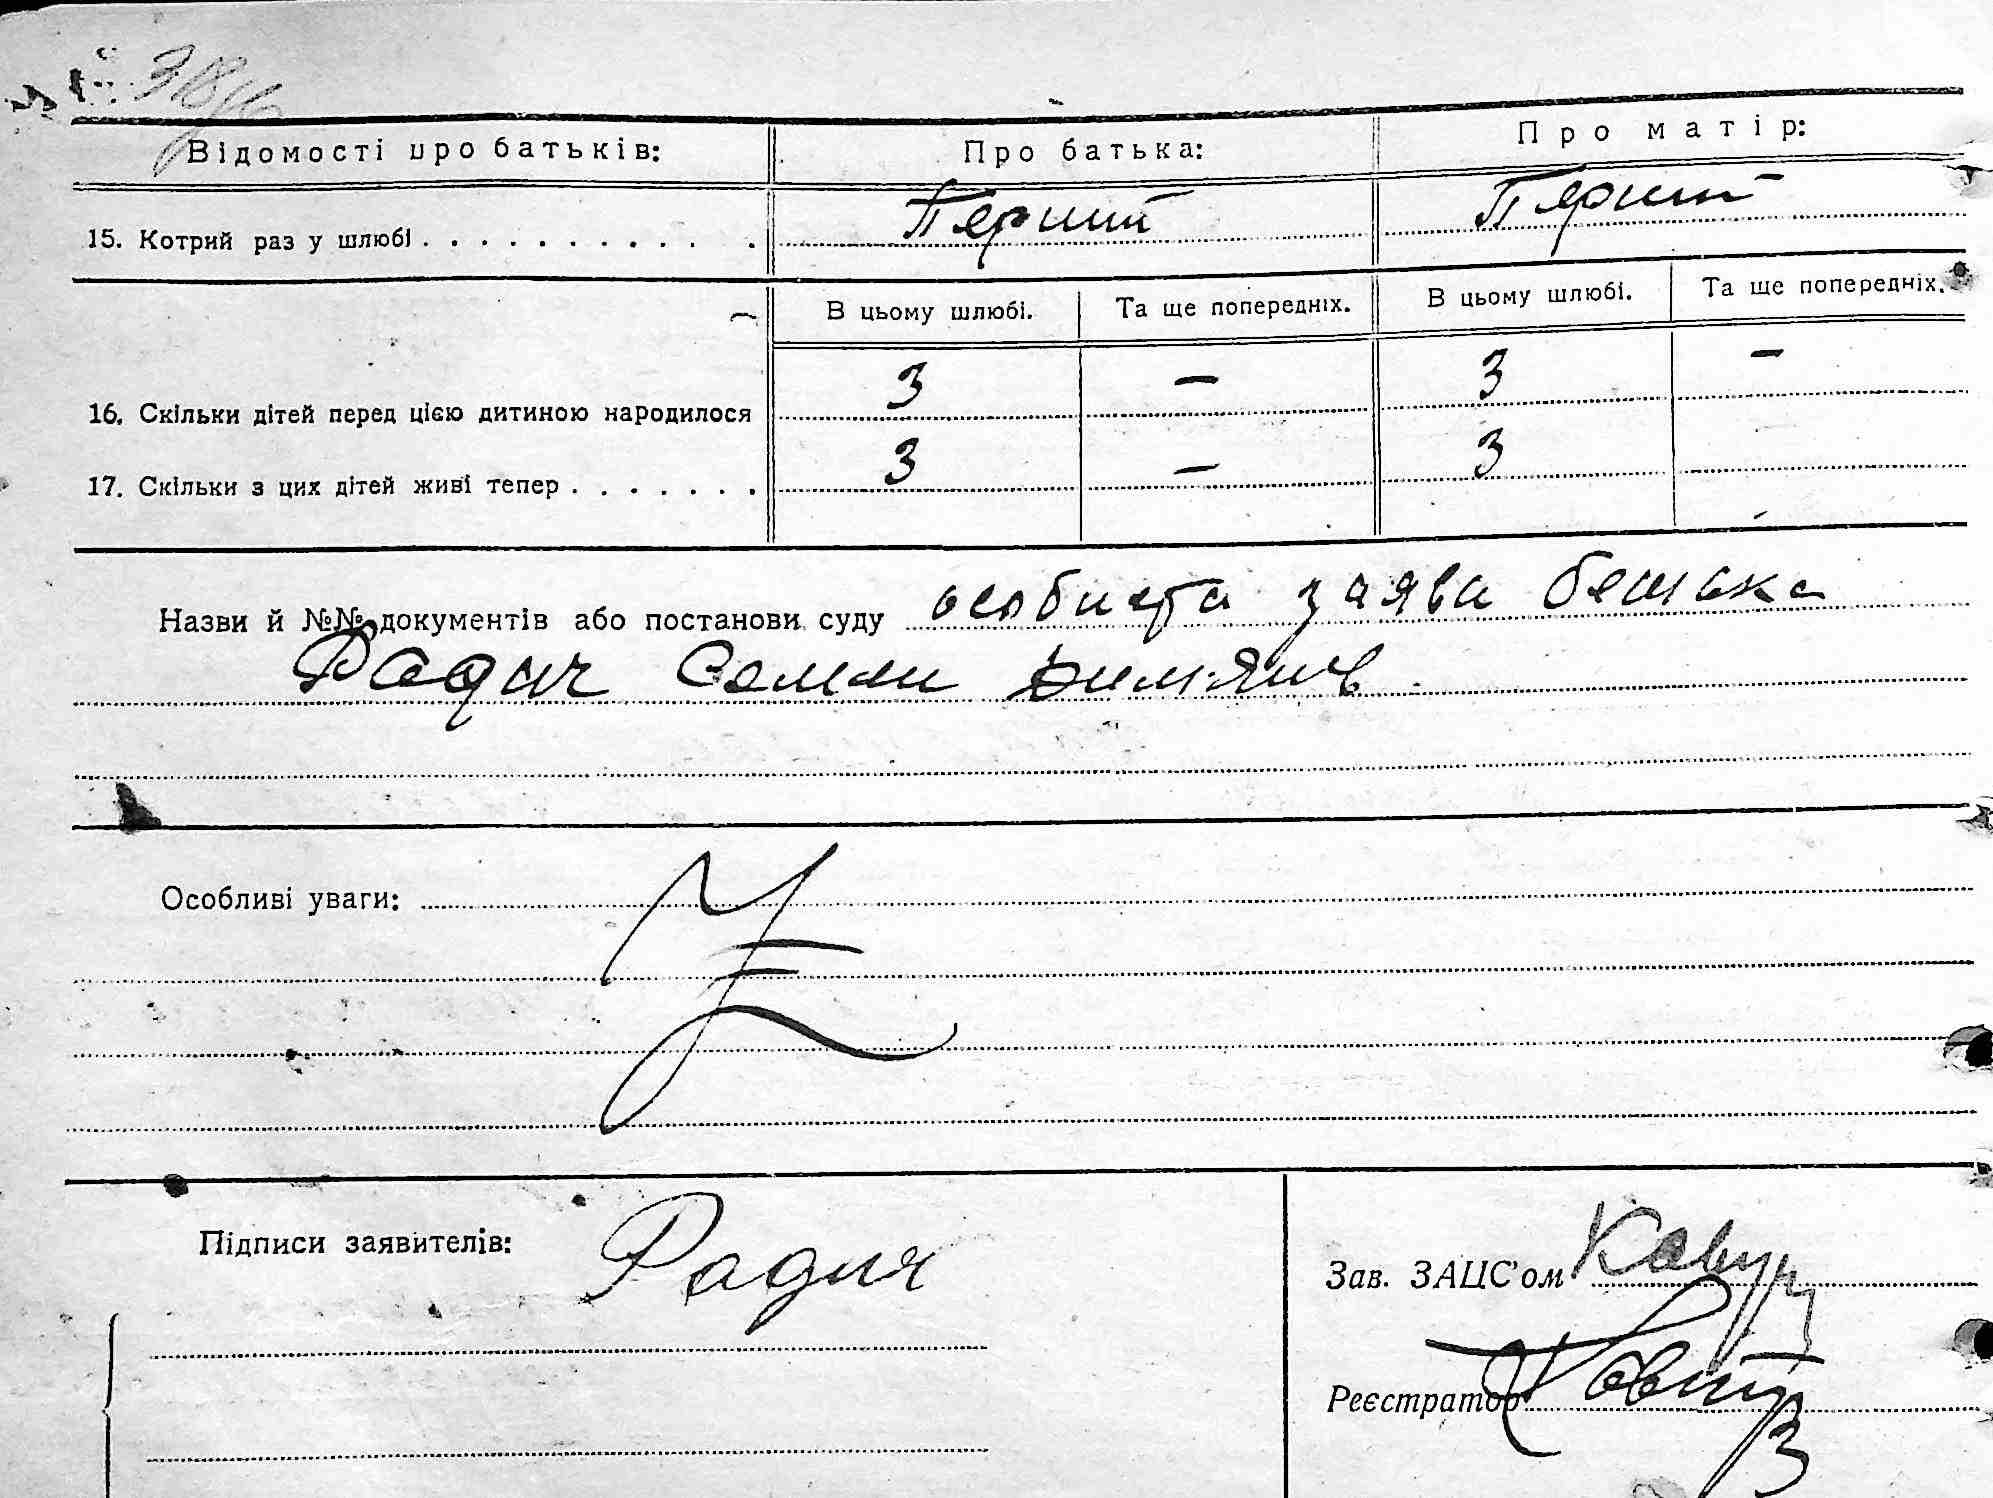 Відомості про батьків: Про батька: Про матір:
15. Котрий раз у шлюбі . . . . . . . . . . . . Перший Перший
В цьому шлюбі. Та ще попередніх. В цьому шлюбі. Та ще попередніх.
16. Скільки дітей перед цією дитиною народилося 3 — 3 —
17. Скільки з цих дітей живі тепер . . . . . . . 3 — 3
Назви й №№ документів або постанови суду особиста заява батька
Радич Семен
Особливі уваги:
Підписи заявителів: Радич
Зав. ЗАЦС'ом
Реєстратор